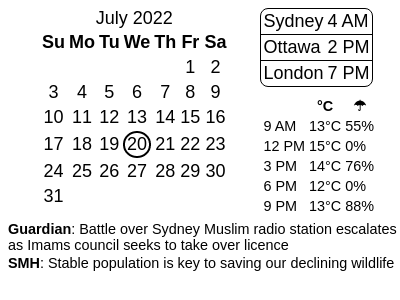 July 2022
Su Mo Tu We Th Fr Sa
1 2
3 4 5 6 7 8 9
10 11 12 13 14 15 16
17 18 19 20 21 22 23
24 25 26 27 28 29 30
31
Sydney 4 AM
Ottawa 2 PM
London 7 PM
°C ☂
9 AM 13°C 55%
12 PM 15°C 0%
3 PM 14°C 76%
6 PM 12°C 0%
9 PM 13°C 88%
Guardian: Battle over Sydney Muslim radio station escalates
as Imams council seeks to take over licence
SMH: Stable population is key to saving our declining wildlife